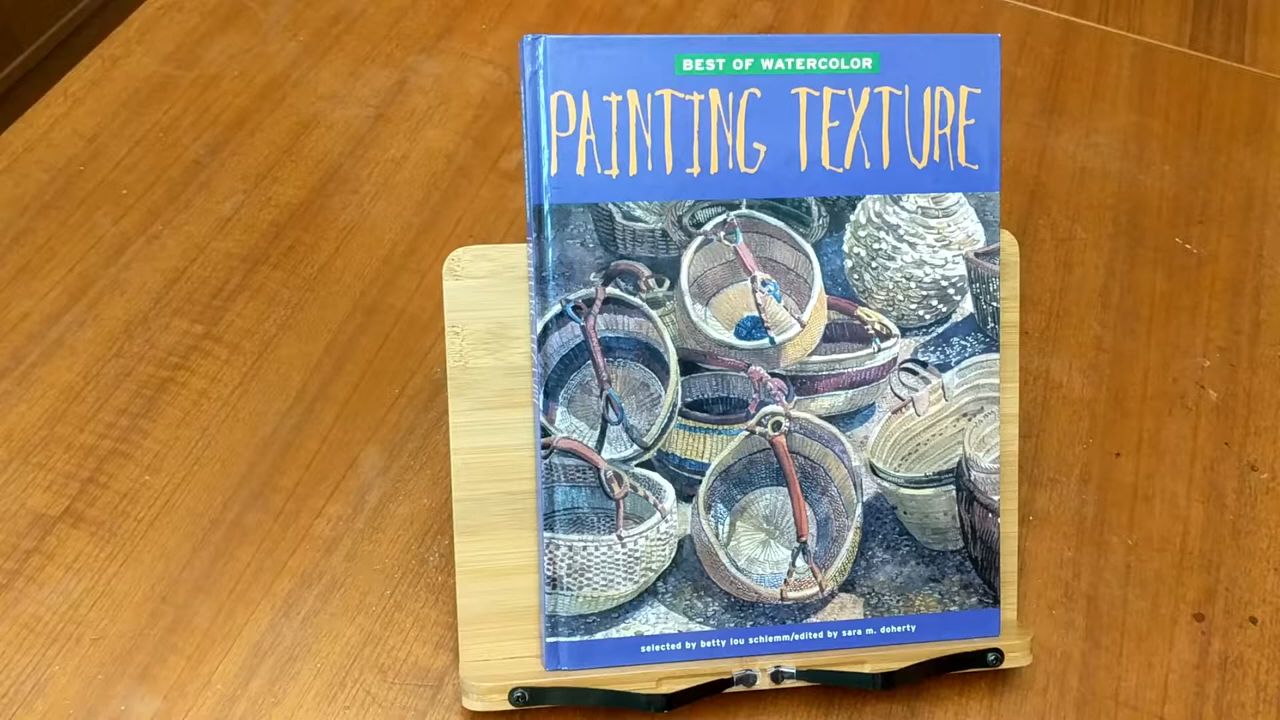 BEST OF WATERCOLOR
PAINTING TEXTURE
selected by betty lou schlemm/edited by sara m. doherty